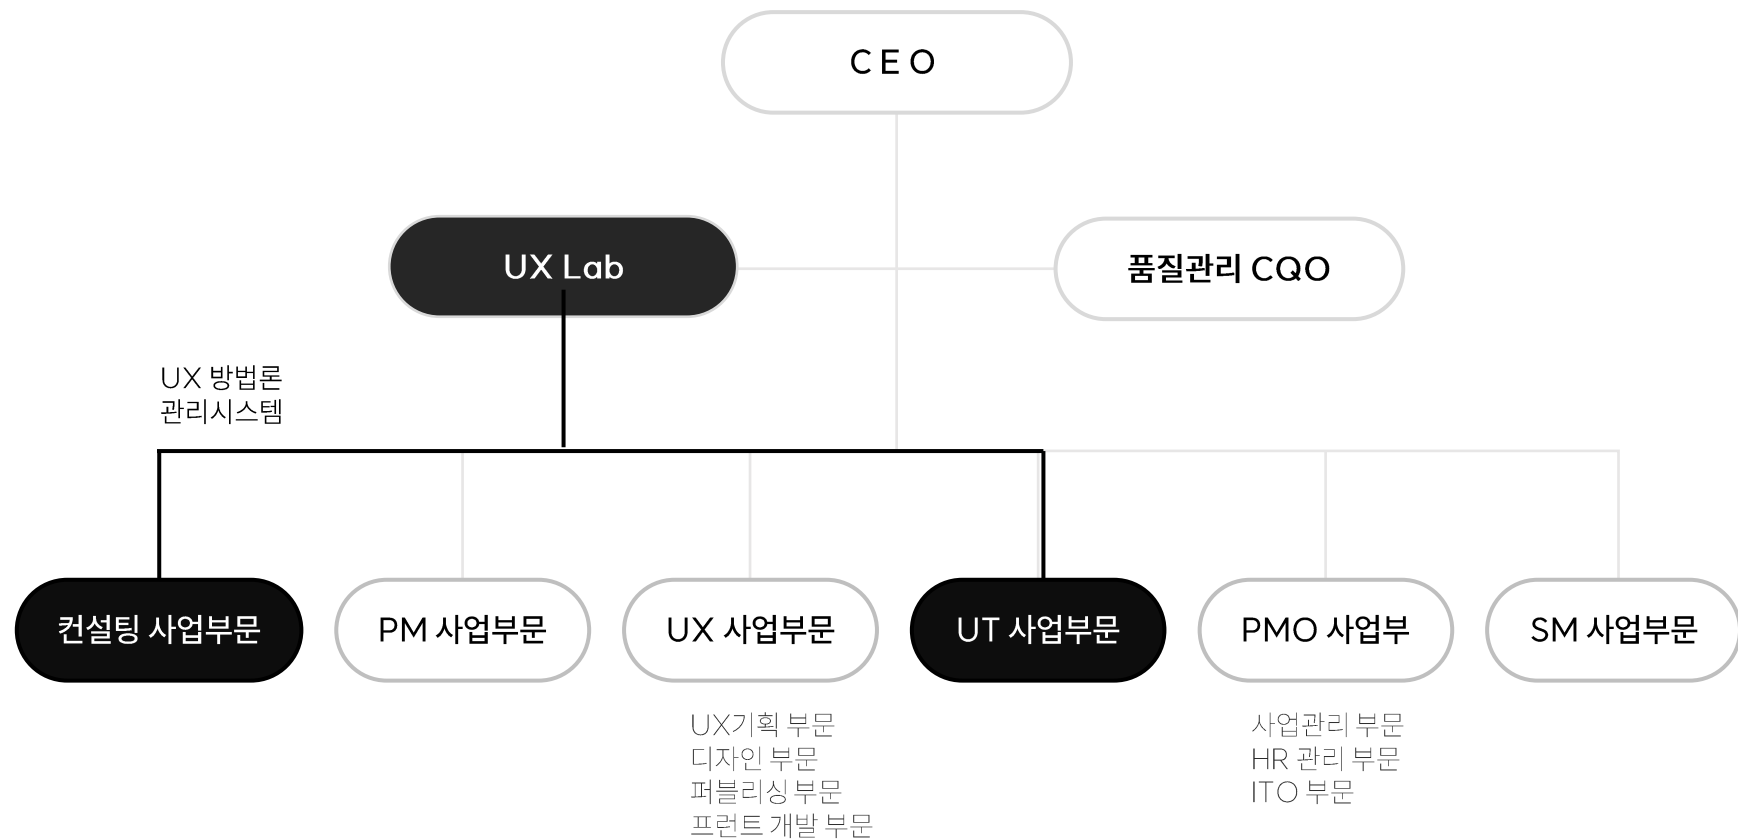 CEO
UX Lab
품질관리 CQO
UX 방법론
관리시스템
컨설팅 사업부문
PM 사업부문
UX 사업부문
UT 사업부문
PMO 사업부
SM 사업부문
UX기획 부문
디자인 부문
퍼블리싱 부문
프런트 개발 부문
사업관리 부문
HR 관리 부문
ITO 부문